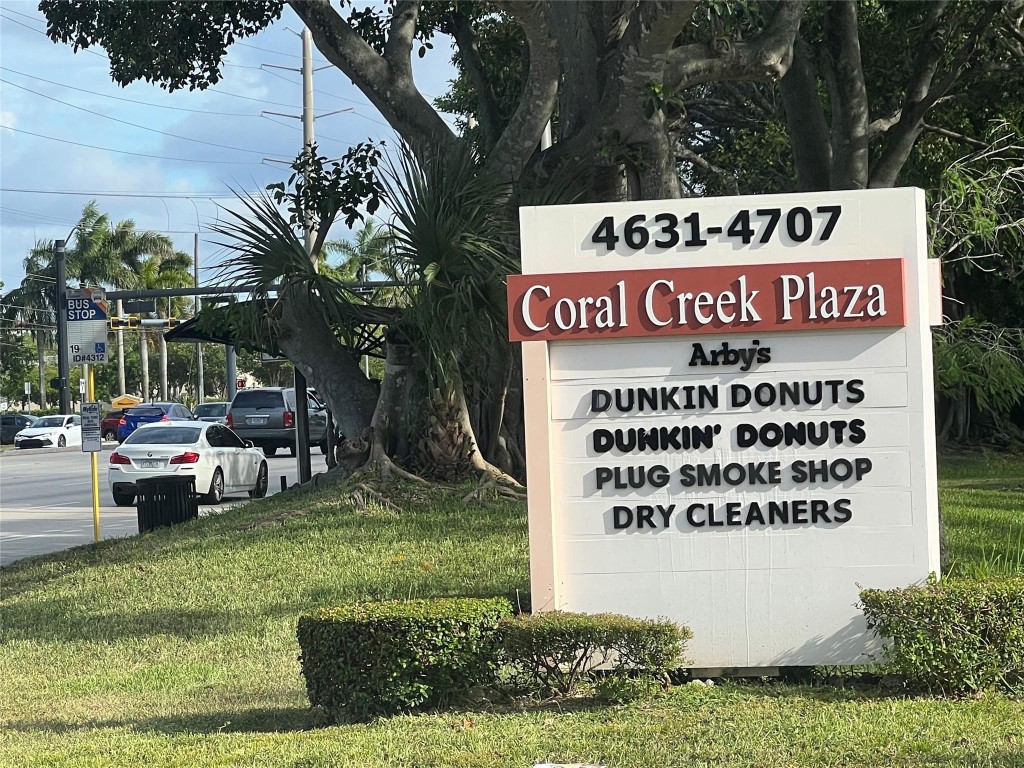 4631-4707
Coral Creek Plaza
Arby's
DUNKIN DONUTS
DUNKIN' DONUTS
PLUG SMOKE SHOP
DRY CLEANERS
BUS
STOP
19
ID#4312